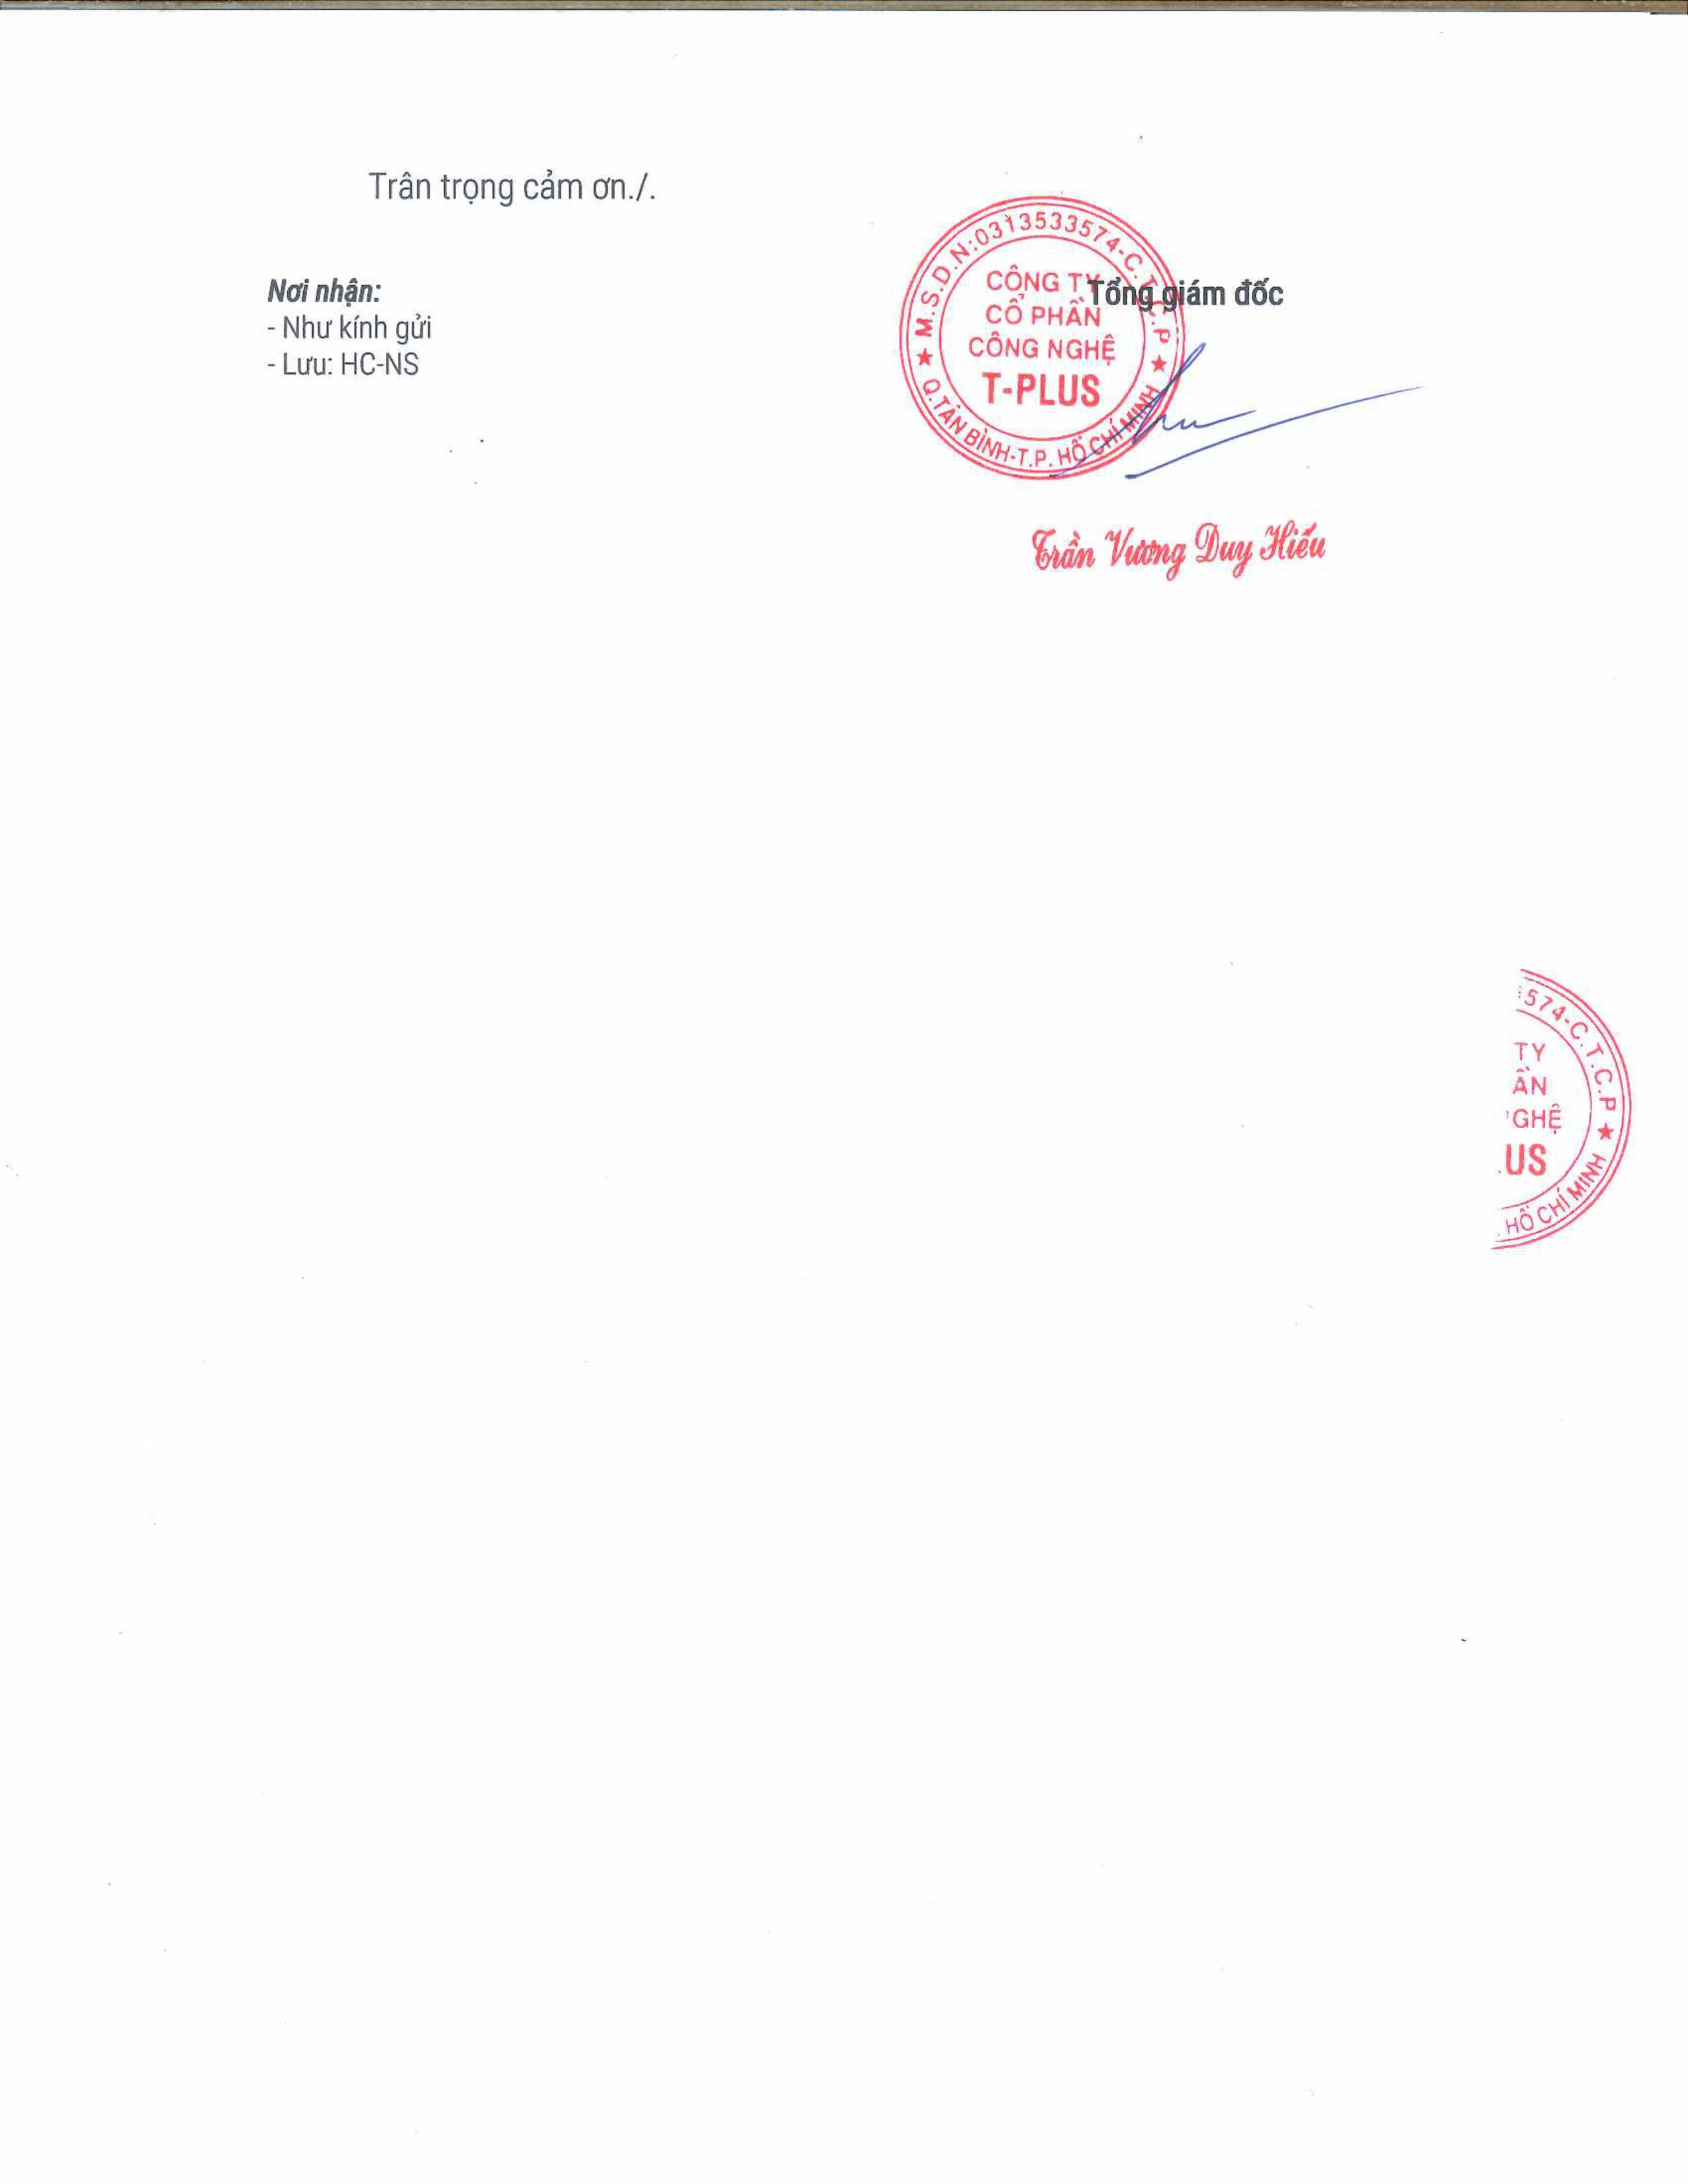 Trân trọng cảm ơn./.
Nơi nhận:
- Như kính gửi
- Lưu: HC-NS
Tổng giám đốc
M.S.D.N:0313533574-C.T.C.P
CÔNG TY
CỔ PHẦN
CÔNG NGHỆ
T-PLUS
Q.TÂN BÌNH-T.P. HỒ CHÍ MINH
Trần Vương Duy Hiếu
574-C.T.C.P
TY
ẦN
GHỆ
US
HỒ CHÍ MINH